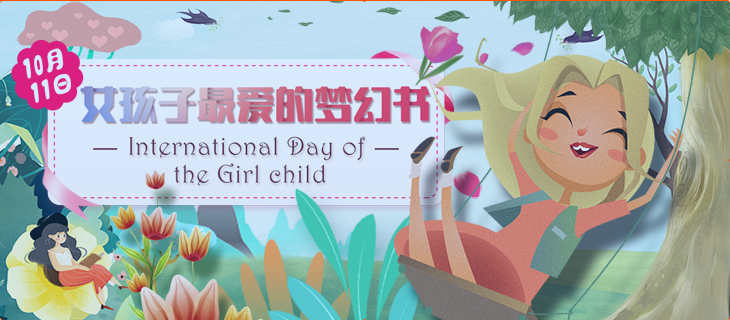 10月
11日
女孩子最爱的梦幻书
— International Day of —
the Girl child